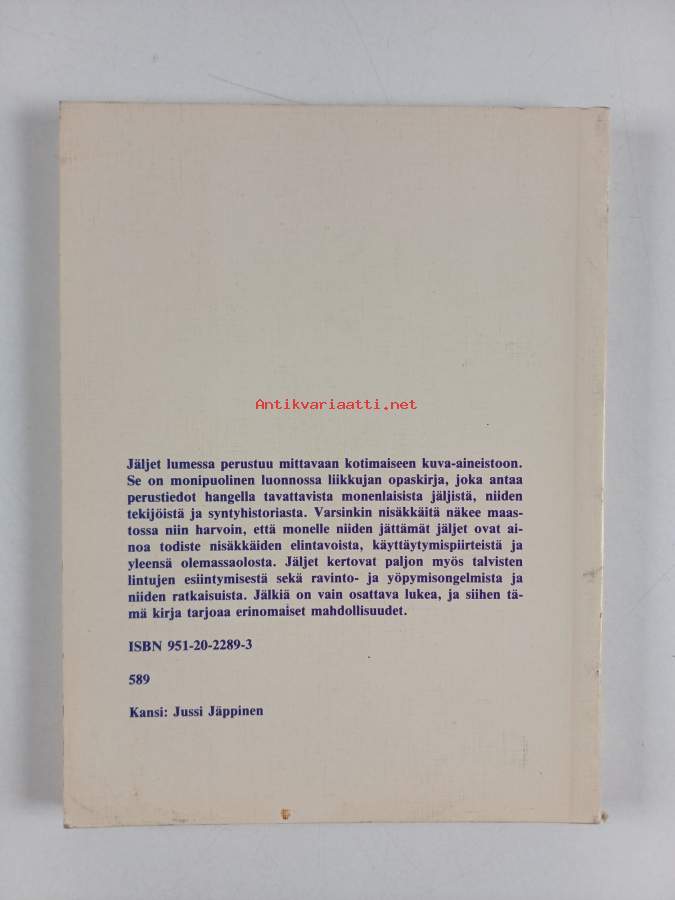 Antikvariaatti.net
Jäljet lumessa perustuu mittavaan kotimaiseen kuva-aineistoon.
Se on monipuolinen luonnossa liikkujan opaskirja, joka antaa
perustiedot hangella tavattavista monenlaisista jäljistä, niiden
tekijöistä ja syntyhistoriasta. Varsinkin nisäkkäitä näkee maas-
tossa niin harvoin, että monelle niiden jättämät jäljet ovat ai-
noa todiste nisäkkäiden elintavoista, käyttäytymispiirteistä ja
yleensä olemassaolosta. Jäljet kertovat paljon myös talvisten
lintujen esiintymisestä sekä ravinto- ja yöpymisongelmista ja
niiden ratkaisuista. Jälkiä on vain osattava lukea, ja siihen tä-
mä kirja tarjoaa erinomaiset mahdollisuudet.
ISBN 951-20-2289-3
589
Kansi: Jussi Jäppinen